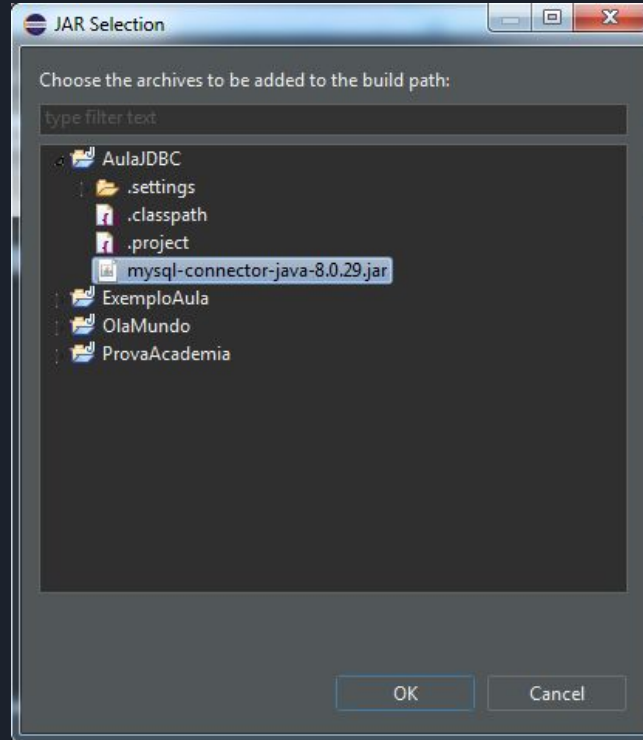 JAR Selection
Choose the archives to be added to the build path:
type filter text
AulaJDBC
.settings
.classpath
.project
mysql-connector-java-8.0.29.jar
ExemploAula
OlaMundo
ProvaAcademia
OK
Cancel